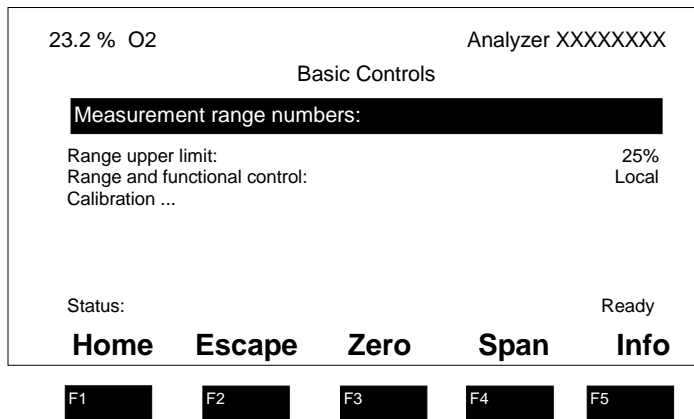 23.2 % O2 Analyzer XXXXXXXX
Basic Controls
Measurement range numbers:
Range upper limit: 25%
Range and functional control: Local
Calibration ...
Status: Ready
Home Escape Zero Span Info
F1 F2 F3 F4 F5